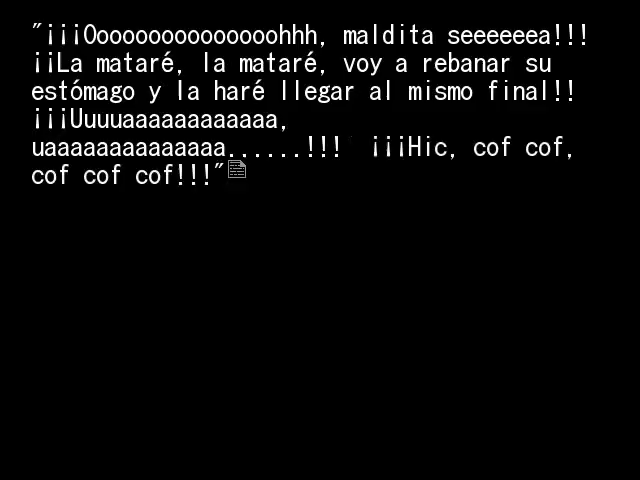 "¡¡¡Ooooooooooooooohhh, maldita seeeeeea!!!
¡¡La mataré, la mataré, voy a rebanar su
estómago y la haré llegar al mismo final!!
¡¡¡Uuuuaaaaaaaaaaaa,
uaaaaaaaaaaaaaa......!!! ¡¡¡Hic, cof cof,
cof cof cof!!!"